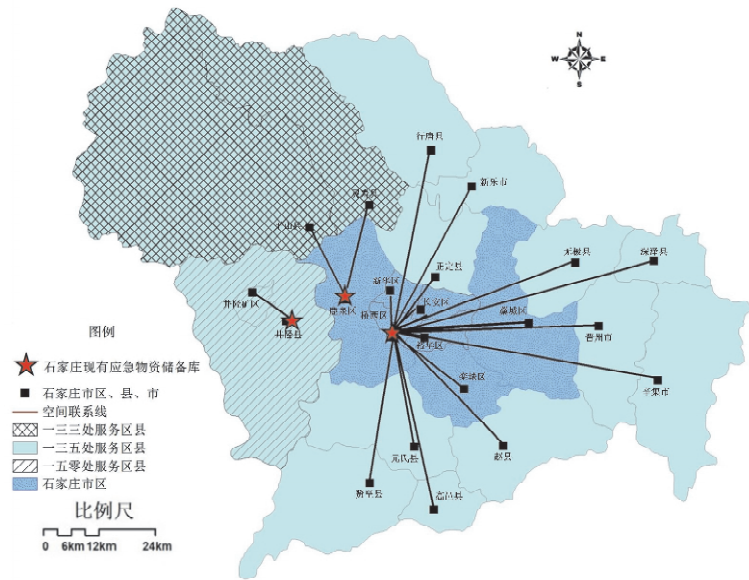 N
W E
S
行唐县
新乐市
灵寿县
平山县
无极县
深泽县
正定县
新华区
井陉矿区
鹿泉区
长安区
桥西区
藁城区
井陉县
裕华区
晋州市
辛集市
栾城区
元氏县
赵县
赞皇县
高邑县
图例
石家庄现有应急物资储备库
石家庄市区、县、市
空间联系线
一三三处服务区县
一三五处服务区县
一五零处服务区县
石家庄市区
比例尺
0 6km 12km 24km